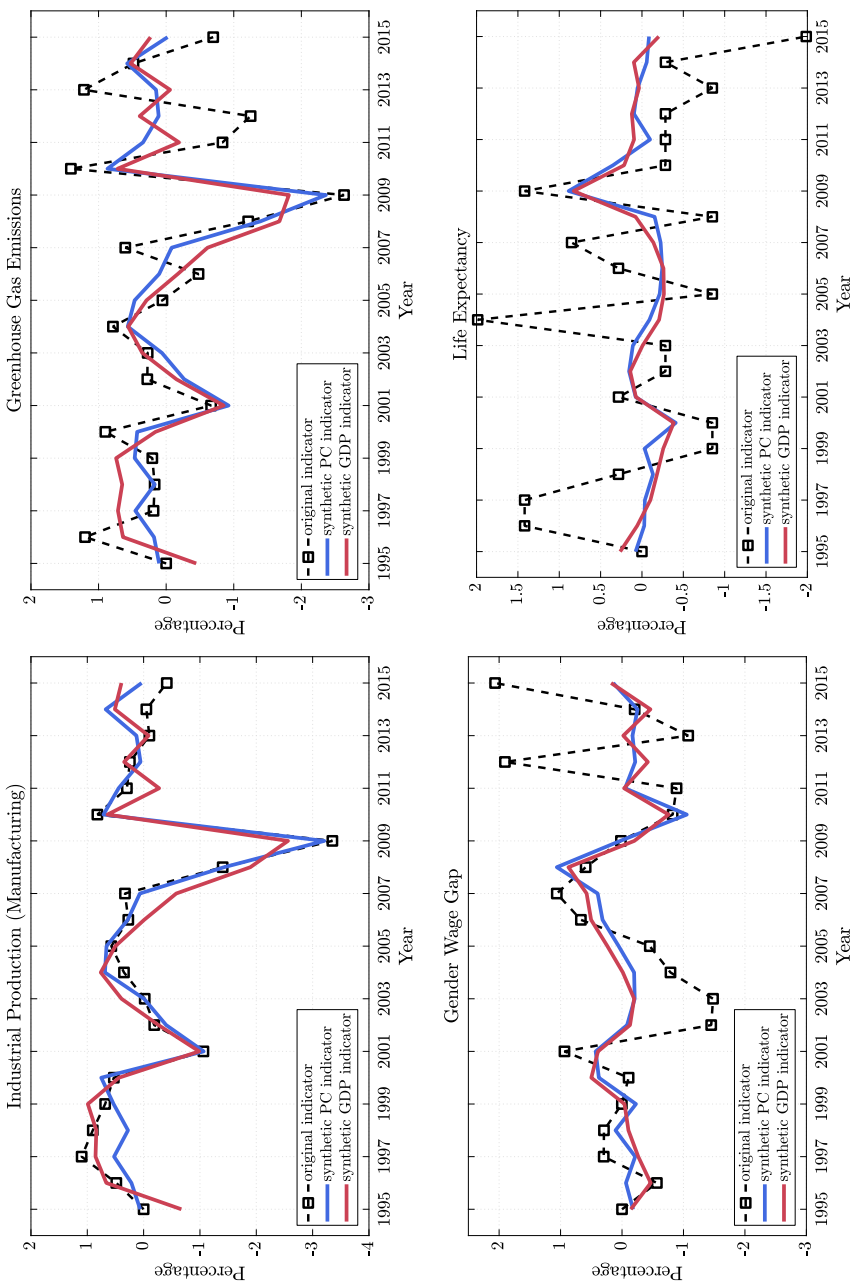 Industrial Production (Manufacturing)
Percentage
2
1
0
-1
-2
-3
-4
original indicator
synthetic PC indicator
synthetic GDP indicator
1995 1997 1999 2001 2003 2005 2007 2009 2011 2013 2015
Year
Greenhouse Gas Emissions
Percentage
2
1
0
-1
-2
-3
original indicator
synthetic PC indicator
synthetic GDP indicator
1995 1997 1999 2001 2003 2005 2007 2009 2011 2013 2015
Year
Gender Wage Gap
Percentage
2
1
0
-1
-2
-3
original indicator
synthetic PC indicator
synthetic GDP indicator
1995 1997 1999 2001 2003 2005 2007 2009 2011 2013 2015
Year
Life Expectancy
Percentage
2
1.5
1
0.5
0
-0.5
-1
-1.5
-2
original indicator
synthetic PC indicator
synthetic GDP indicator
1995 1997 1999 2001 2003 2005 2007 2009 2011 2013 2015
Year